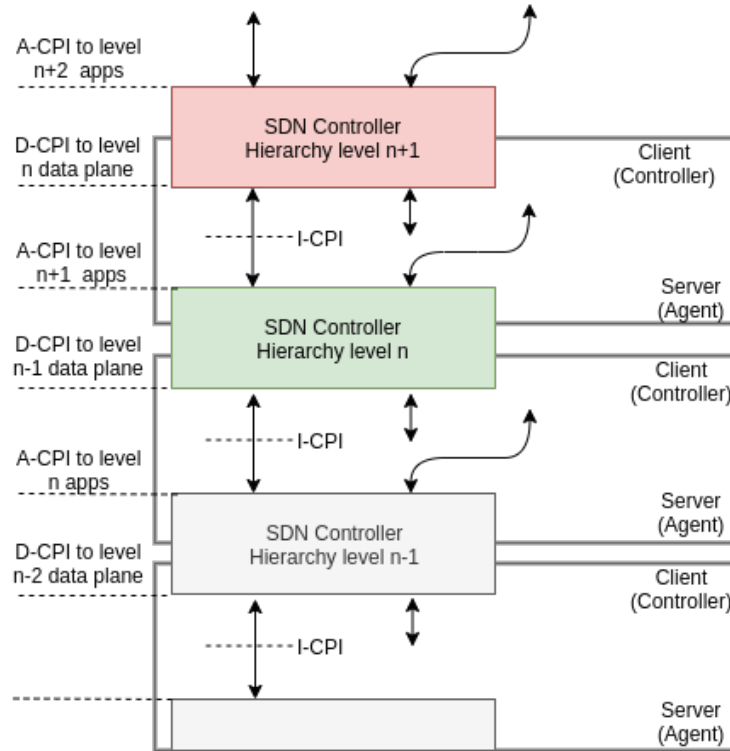 A-CPI to level
n+2 apps
SDN Controller
Hierarchy level n+1
D-CPI to level
n data plane
Client
(Controller)
I-CPI
A-CPI to level
n+1 apps
Server
(Agent)
SDN Controller
Hierarchy level n
D-CPI to level
n-1 data plane
Client
(Controller)
I-CPI
A-CPI to level
n apps
Server
(Agent)
SDN Controller
Hierarchy level n-1
D-CPI to level
n-2 data plane
Client
(Controller)
I-CPI
Server
(Agent)